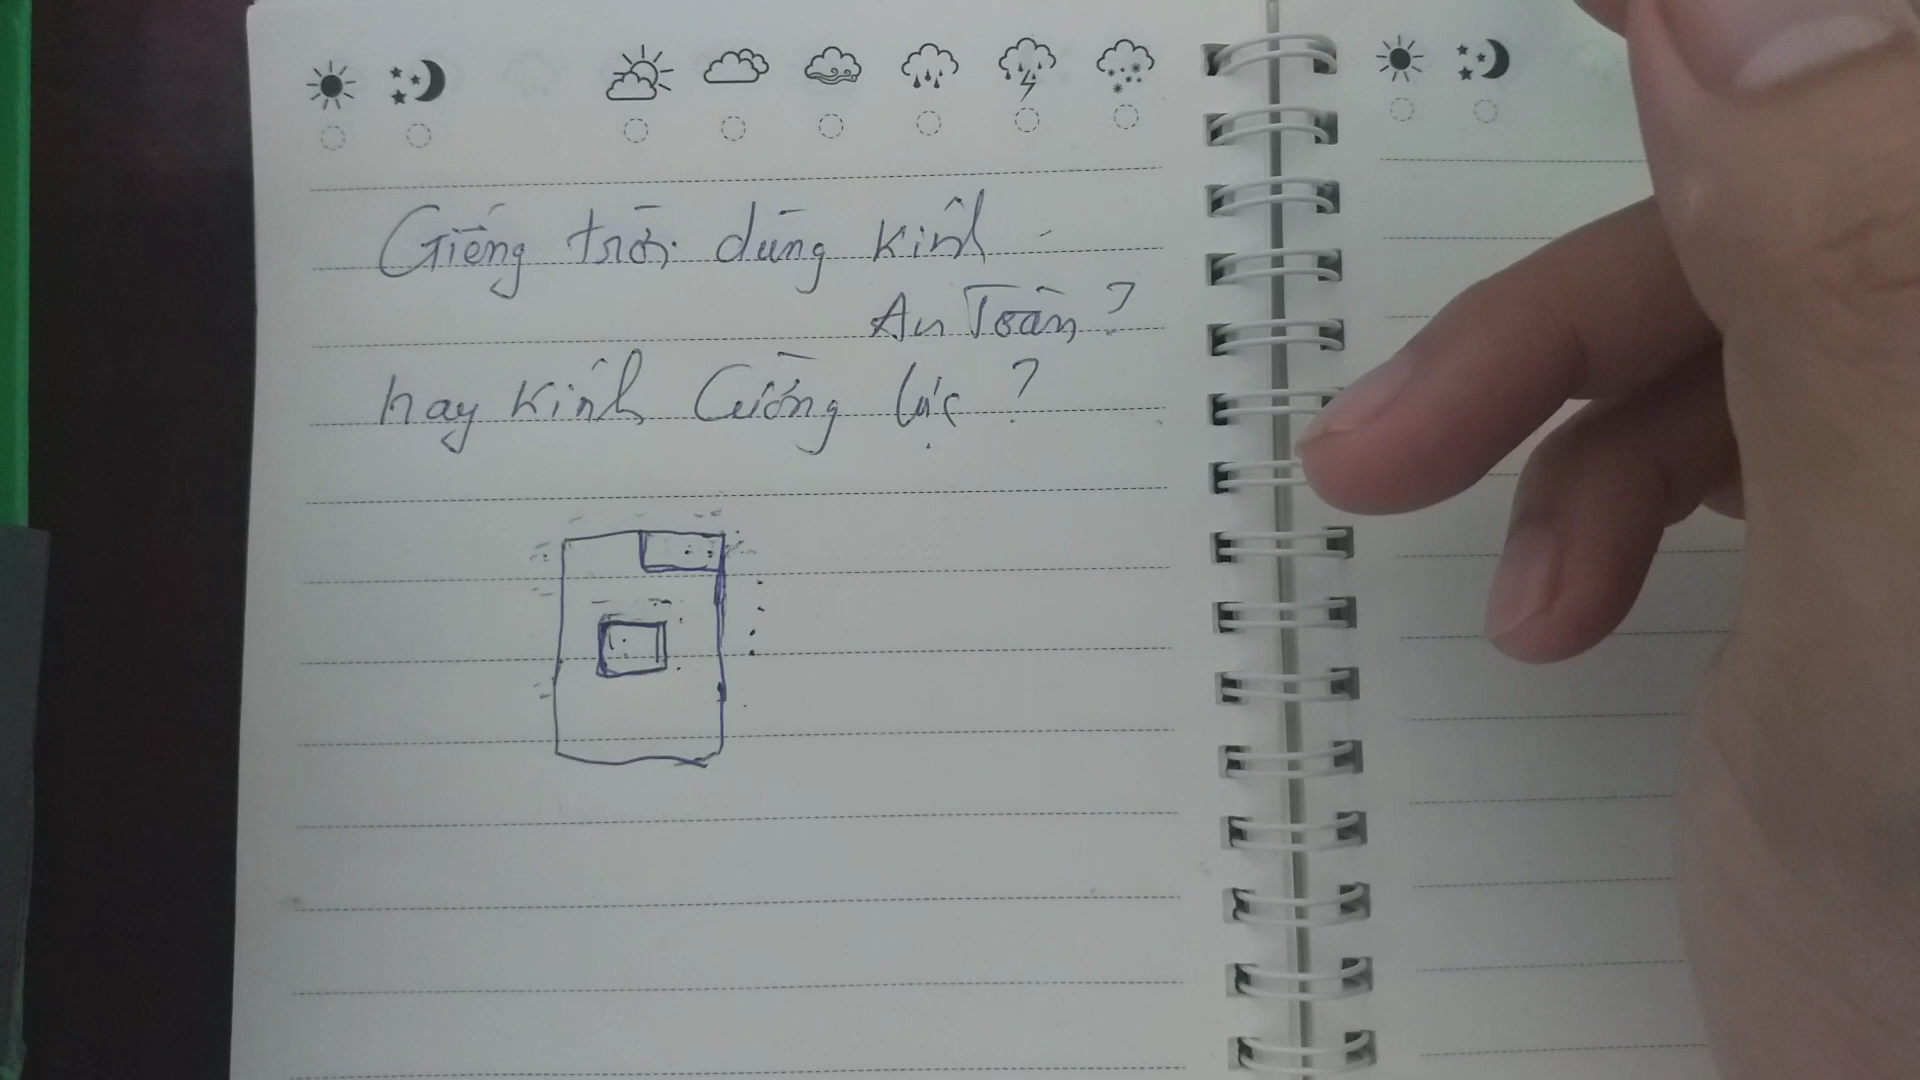 Giếng trời dùng kính
An Toàn?
hay kính Cường lực?